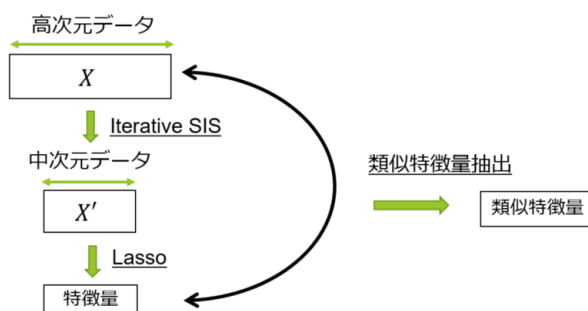 高次元データ
X
Iterative SIS
中次元データ
X′
Lasso
特徴量
類似特徴量抽出
類似特徴量